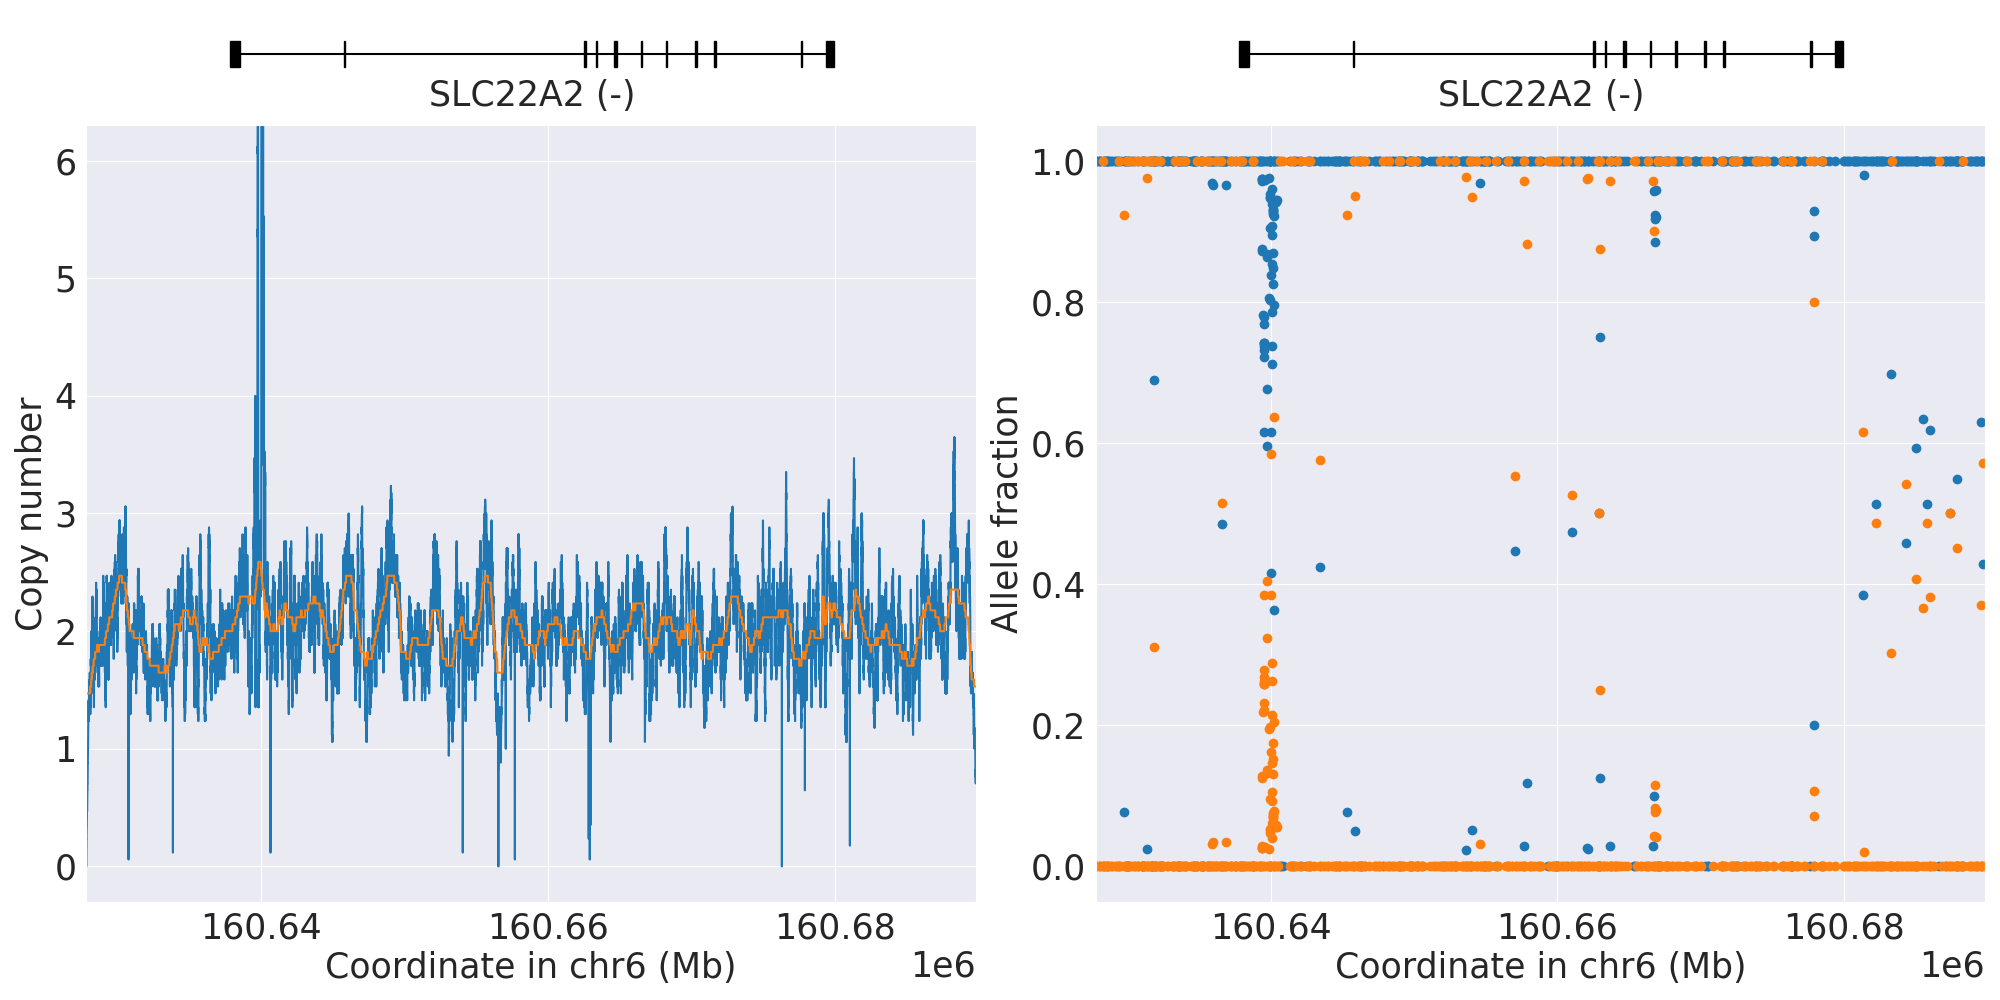 SLC22A2 (-)
6
5
4
3
2
1
0
Copy number
160.64
160.66
160.68
Coordinate in chr6 (Mb)
1e6
SLC22A2 (-)
1.0
0.8
0.6
0.4
0.2
0.0
Allele fraction
160.64
160.66
160.68
Coordinate in chr6 (Mb)
1e6